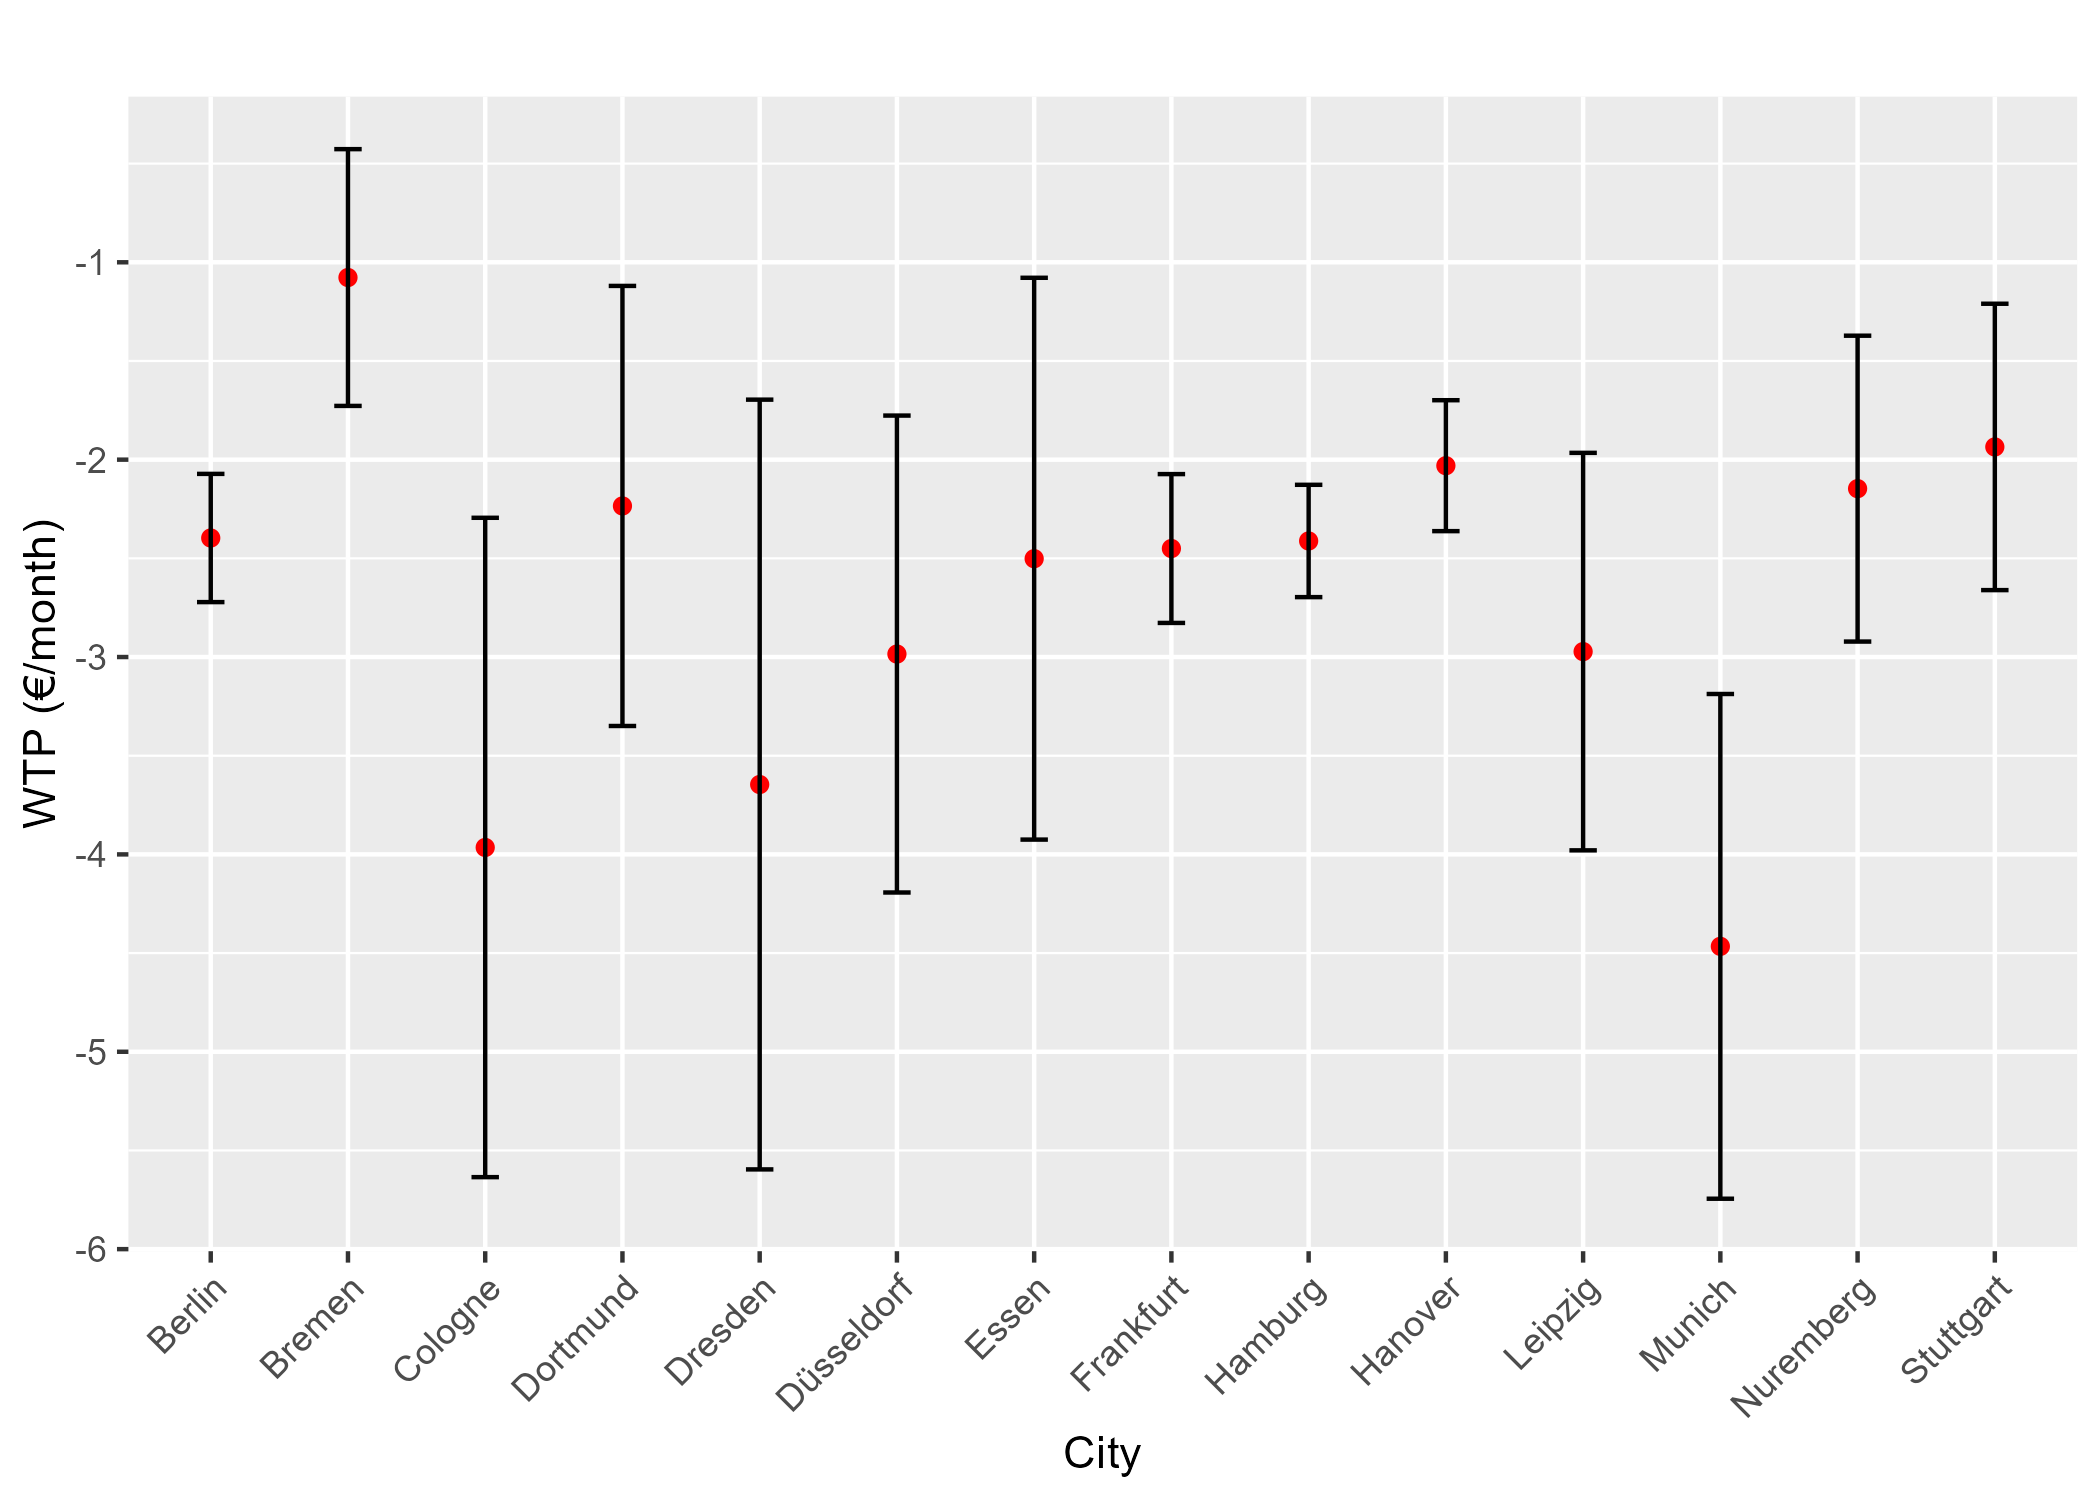 WTP (€/month)
-1
-2
-3
-4
-5
-6
Berlin
Bremen
Cologne
Dortmund
Dresden
Düsseldorf
Essen
Frankfurt
Hamburg
Hanover
Leipzig
Munich
Nuremberg
Stuttgart
City